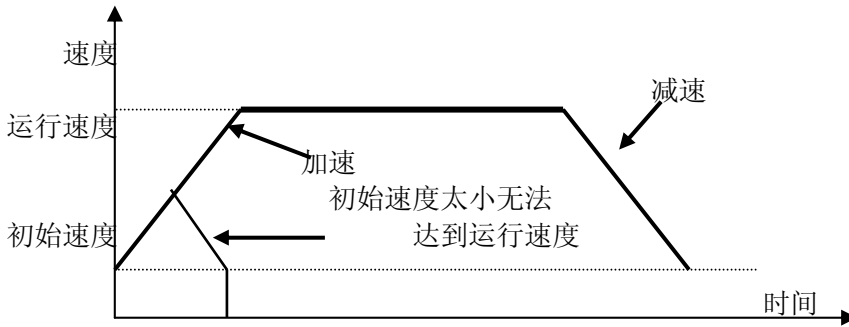 速度
减速
运行速度
加速
初始速度太小无法
达到运行速度
初始速度
时间